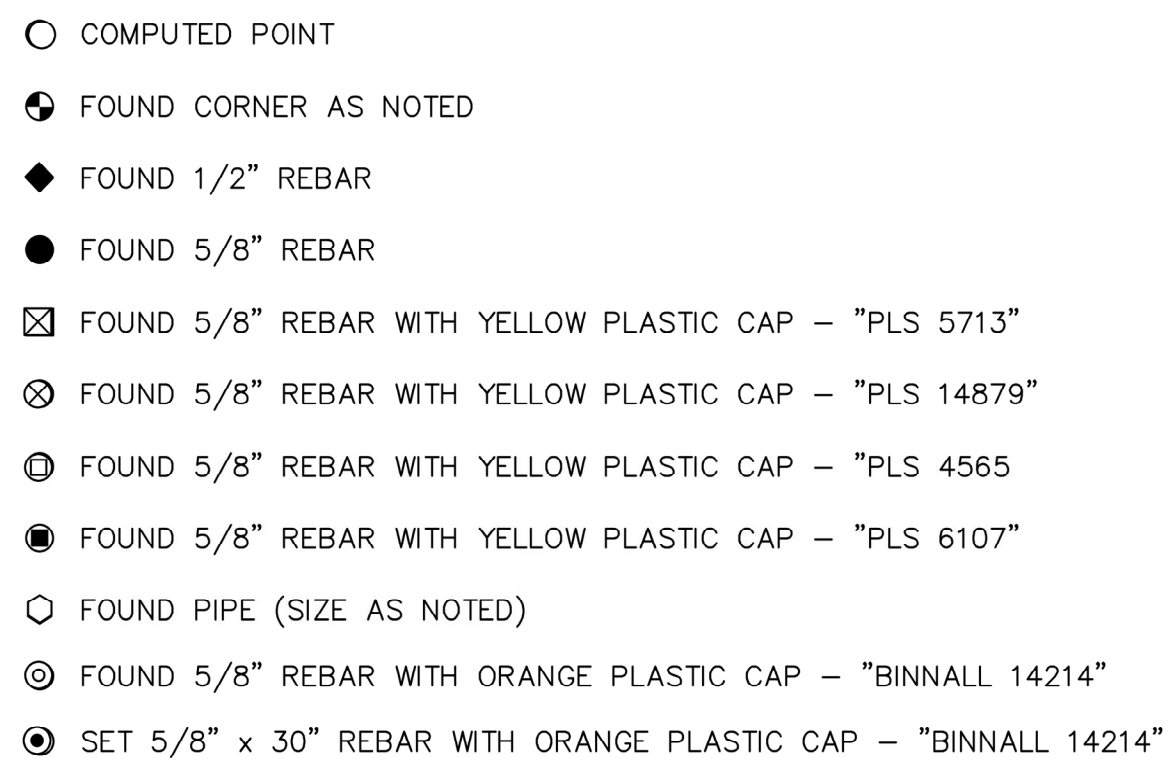 COMPUTED POINT
FOUND CORNER AS NOTED
FOUND 1/2” REBAR
FOUND 5/8” REBAR
FOUND 5/8” REBAR WITH YELLOW PLASTIC CAP – ”PLS 5713”
FOUND 5/8” REBAR WITH YELLOW PLASTIC CAP – ”PLS 14879”
FOUND 5/8” REBAR WITH YELLOW PLASTIC CAP – ”PLS 4565
FOUND 5/8” REBAR WITH YELLOW PLASTIC CAP – ”PLS 6107”
FOUND PIPE (SIZE AS NOTED)
FOUND 5/8” REBAR WITH ORANGE PLASTIC CAP – ”BINNALL 14214”
SET 5/8” x 30” REBAR WITH ORANGE PLASTIC CAP – ”BINNALL 14214”